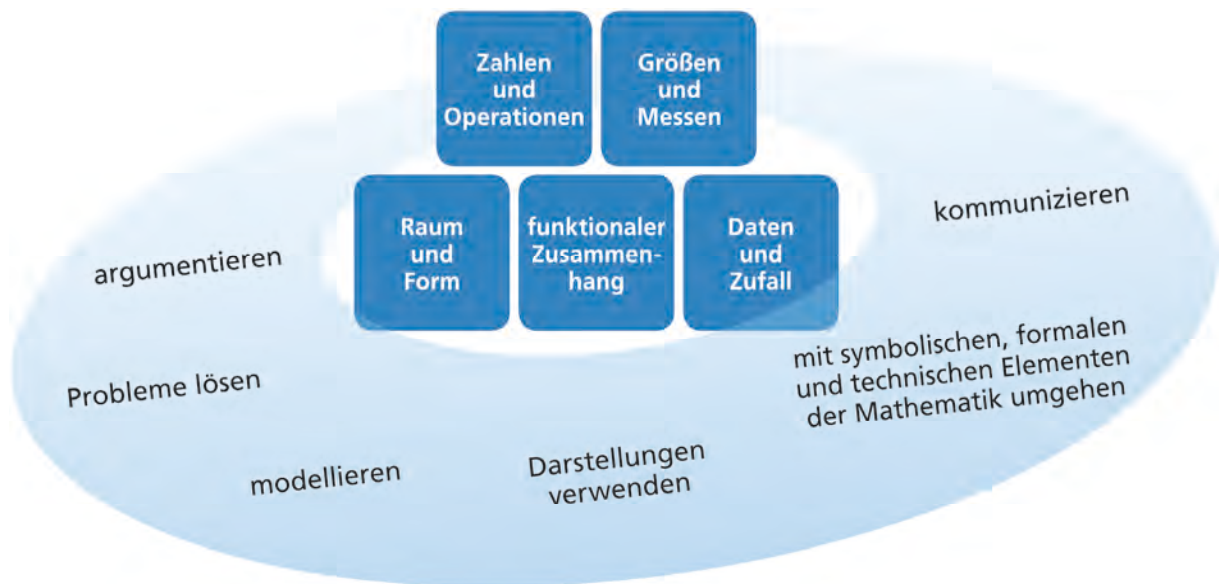 Zahlen
und
Operationen
Größen
und
Messen
Raum
und
Form
funktionaler
Zusammen-
hang
Daten
und
Zufall
argumentieren
Probleme lösen
modellieren
Darstellungen
verwenden
mit symbolischen, formalen
und technischen Elementen
der Mathematik umgehen
kommunizieren